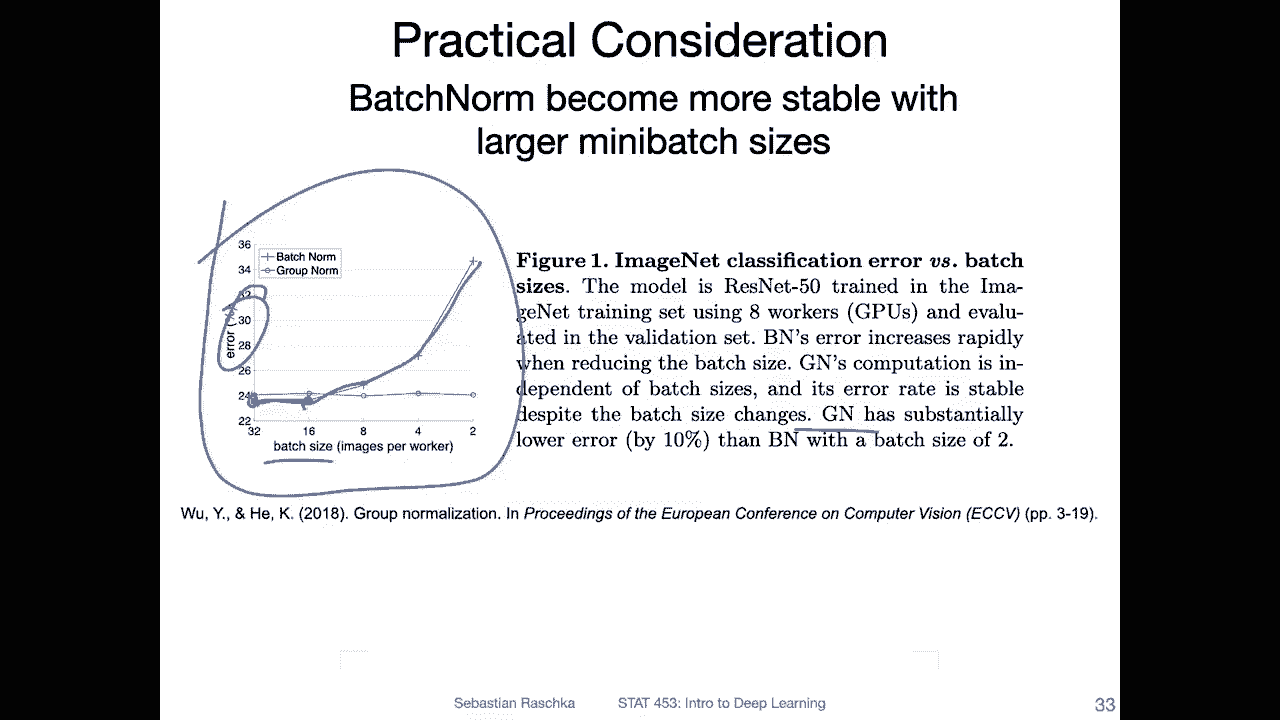 Practical Consideration
BatchNorm become more stable with
larger minibatch sizes
36
34
32
30
28
26
24
22
error (%)
Batch Norm
Group Norm
32 16 8 4 2
batch size (images per worker)
Figure 1. ImageNet classification error vs. batch
sizes. The model is ResNet-50 trained in the Ima-
geNet training set using 8 workers (GPUs) and evalu-
ated in the validation set. BN's error increases rapidly
when reducing the batch size. GN's computation is in-
dependent of batch sizes, and its error rate is stable
despite the batch size changes. GN has substantially
lower error (by 10%) than BN with a batch size of 2.
Wu, Y., & He, K. (2018). Group normalization. In Proceedings of the European Conference on Computer Vision (ECCV) (pp. 3-19).
Sebastian Raschka STAT 453: Intro to Deep Learning 33